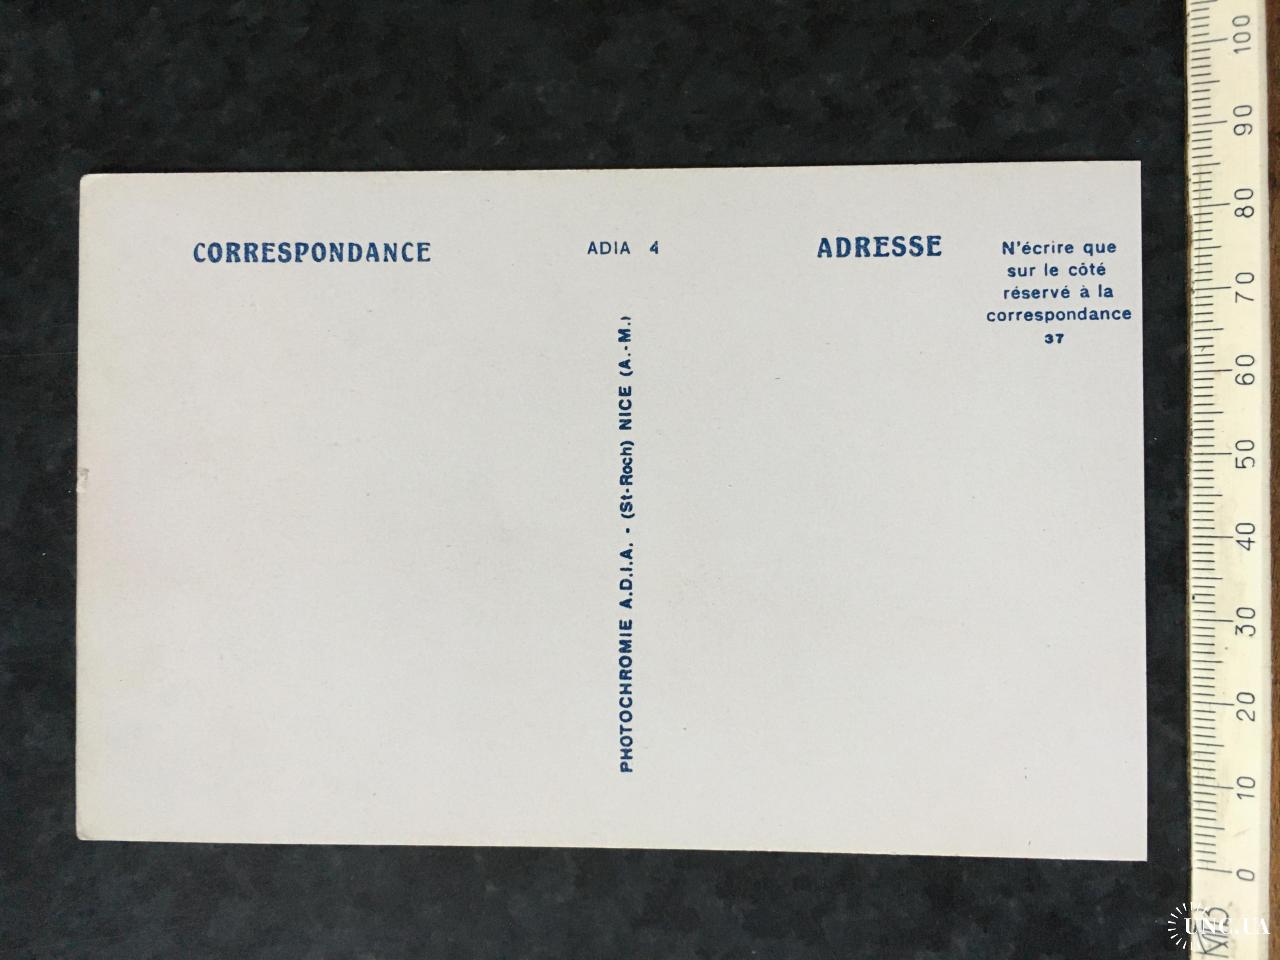 CORRESPONDANCE
ADIA 4
ADRESSE
N'écrire que
sur le côté
réservé à la
correspondance
37
PHOTOCHROMIE A.D.I.A. - (St-Roch) NICE (A.-M.)
100
90
80
70
60
50
40
30
20
10
0
UNC.UA